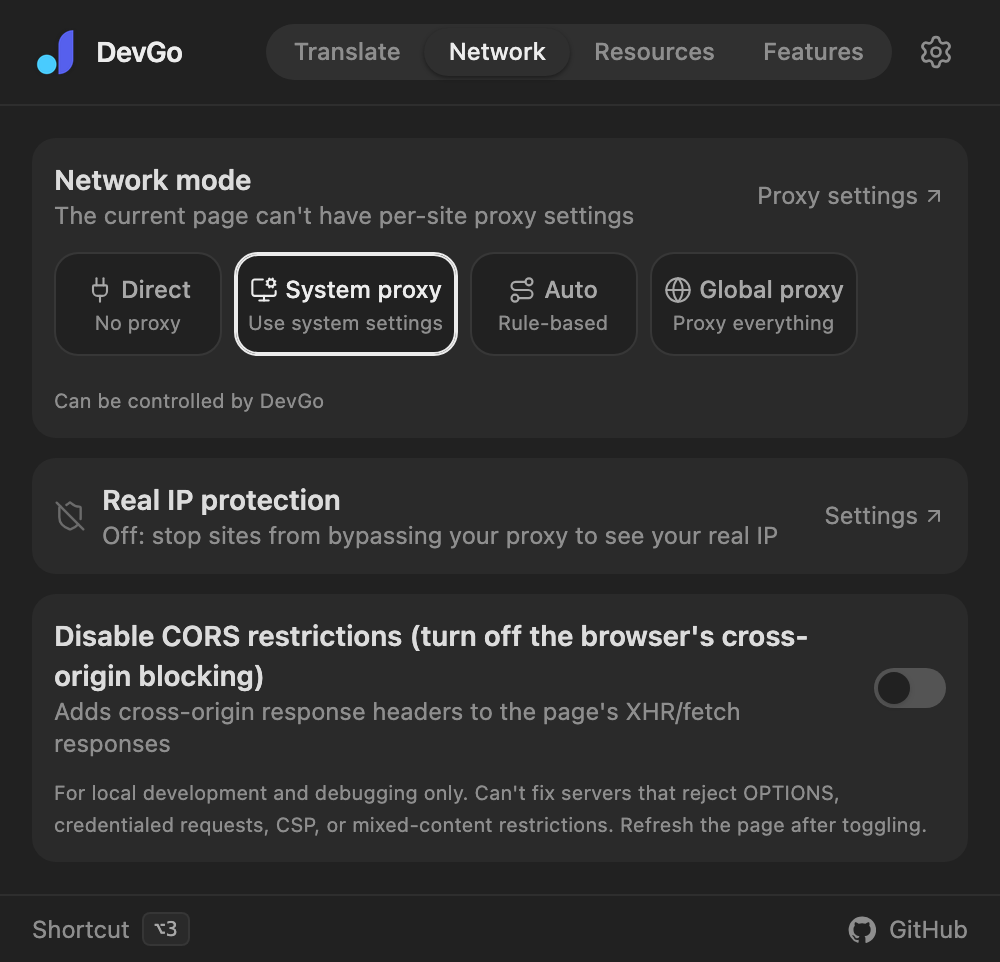 DevGo
Translate
Network
Resources
Features
Network mode
The current page can't have per-site proxy settings
Proxy settings
Direct
No proxy
System proxy
Use system settings
Auto
Rule-based
Global proxy
Proxy everything
Can be controlled by DevGo
Real IP protection
Off: stop sites from bypassing your proxy to see your real IP
Settings
Disable CORS restrictions (turn off the browser's cross-
origin blocking)
Adds cross-origin response headers to the page's XHR/fetch
responses
For local development and debugging only. Can't fix servers that reject OPTIONS,
credentialed requests, CSP, or mixed-content restrictions. Refresh the page after toggling.
Shortcut
⌥3
GitHub